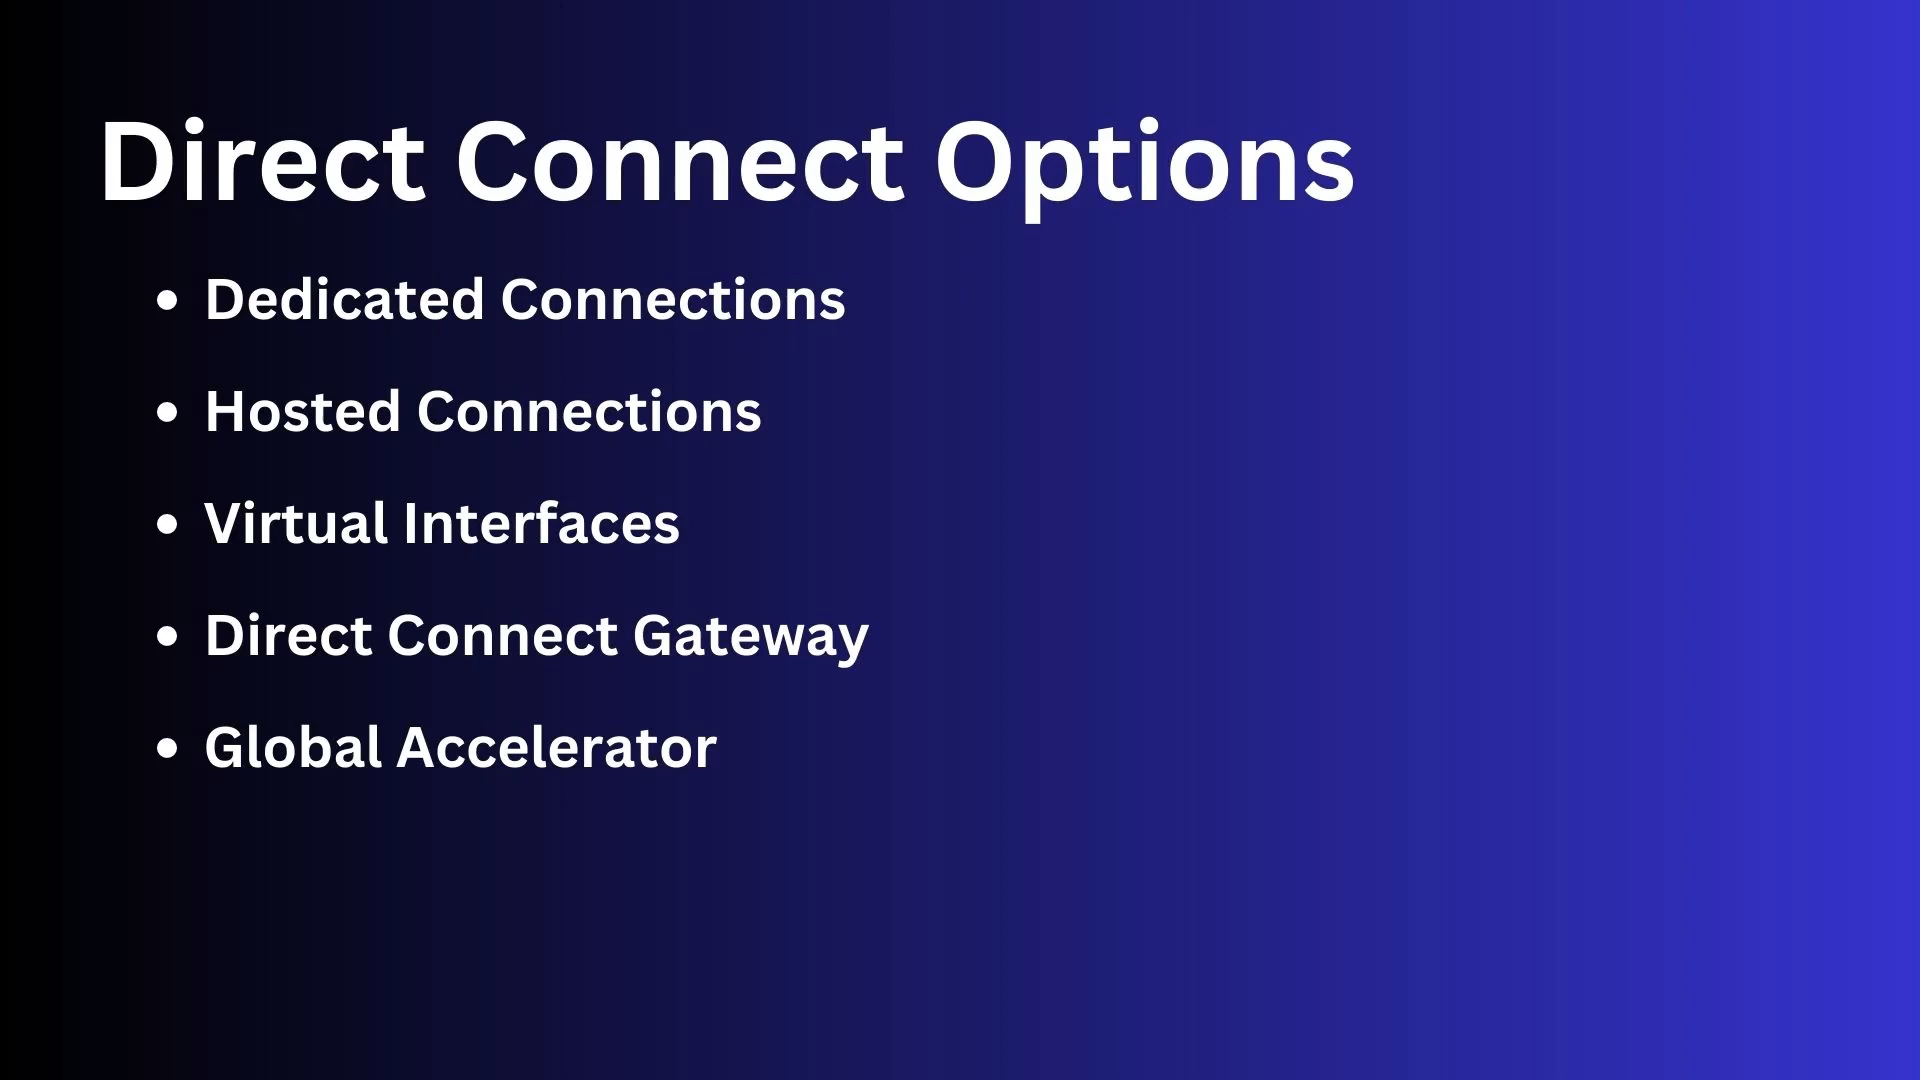 Direct Connect Options
• Dedicated Connections
• Hosted Connections
• Virtual Interfaces
• Direct Connect Gateway
• Global Accelerator